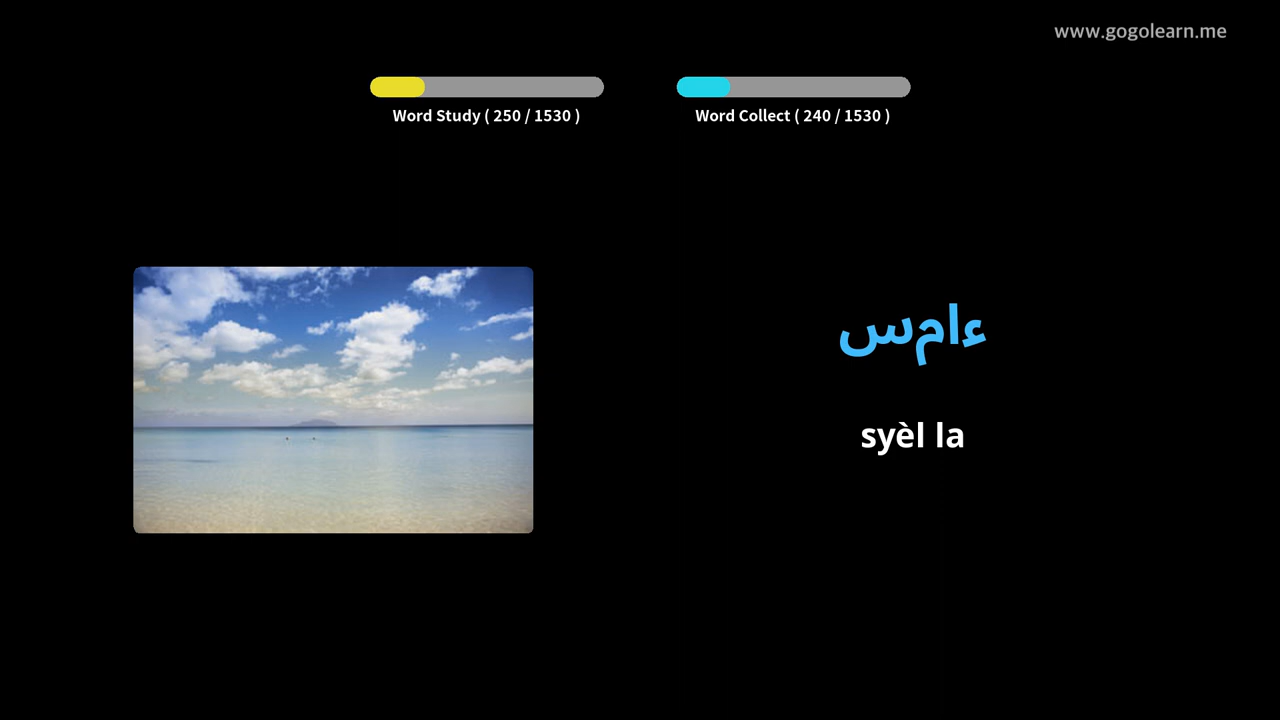 www.gogolearn.me
Word Study ( 250 / 1530 )
Word Collect ( 240 / 1530 )
ءامس
syèl la